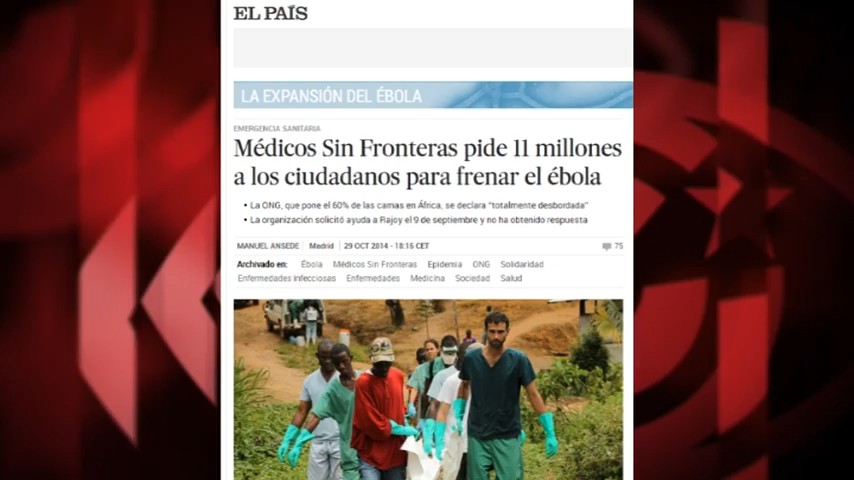 EL PAÍS
LA EXPANSIÓN DEL ÉBOLA
EMERGENCIA SANITARIA
Médicos Sin Fronteras pide 11 millones
a los ciudadanos para frenar el ébola
• La ONG, que pone el 60% de las camas en África, se declara "totalmente desbordada"
• La organización solicitó ayuda a Rajoy el 9 de septiembre y no ha obtenido respuesta
MANUEL ANSEDE | Madrid | 29 OCT 2014 - 18:15 CET 75
Archivado en: Ébola Médicos Sin Fronteras Epidemia ONG Solidaridad
Enfermedades infecciosas Enfermedades Medicina Sociedad Salud